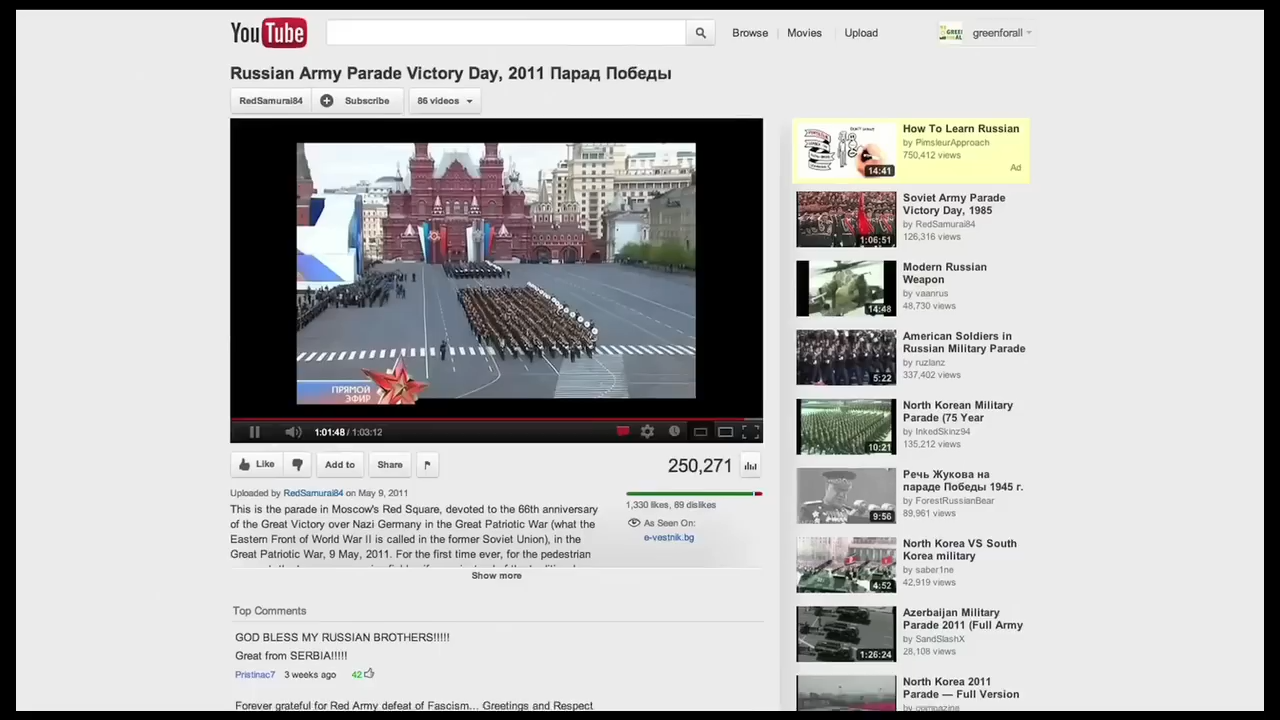 YouTube
Browse
Movies
Upload
greenforall
Russian Army Parade Victory Day, 2011 Парад Победы
RedSamurai84
Subscribe
86 videos
ПРЯМОЙ
ЭФИР
1:01:48 / 1:03:12
Like
Add to
Share
250,271
Uploaded by RedSamurai84 on May 9, 2011
This is the parade in Moscow's Red Square, devoted to the 66th anniversary
of the Great Victory over Nazi Germany in the Great Patriotic War (what the
Eastern Front of World War II is called in the former Soviet Union), in the
Great Patriotic War, 9 May, 2011. For the first time ever, for the pedestrian
1,330 likes, 89 dislikes
As Seen On:
e-vestnik.bg
Show more
Top Comments
GOD BLESS MY RUSSIAN BROTHERS!!!!!
Great from SERBIA!!!!!
Pristinac7 3 weeks ago 42
Forever grateful for Red Army defeat of Fascism... Greetings and Respect
14:41
How To Learn Russian
by PimsleurApproach
750,412 views
Ad
1:06:51
Soviet Army Parade
Victory Day, 1985
by RedSamurai84
126,316 views
14:48
Modern Russian
Weapon
by vaanrus
48,730 views
5:22
American Soldiers in
Russian Military Parade
by ruzlanz
337,402 views
10:21
North Korean Military
Parade (75 Year
by InkedSkinz94
135,212 views
9:56
Речь Жукова на
параде Победы 1945 г.
by ForestRussianBear
89,961 views
4:52
North Korea VS South
Korea military
by saber1ne
42,919 views
1:26:24
Azerbaijan Military
Parade 2011 (Full Army
by SandSlashX
28,108 views
North Korea 2011
Parade — Full Version